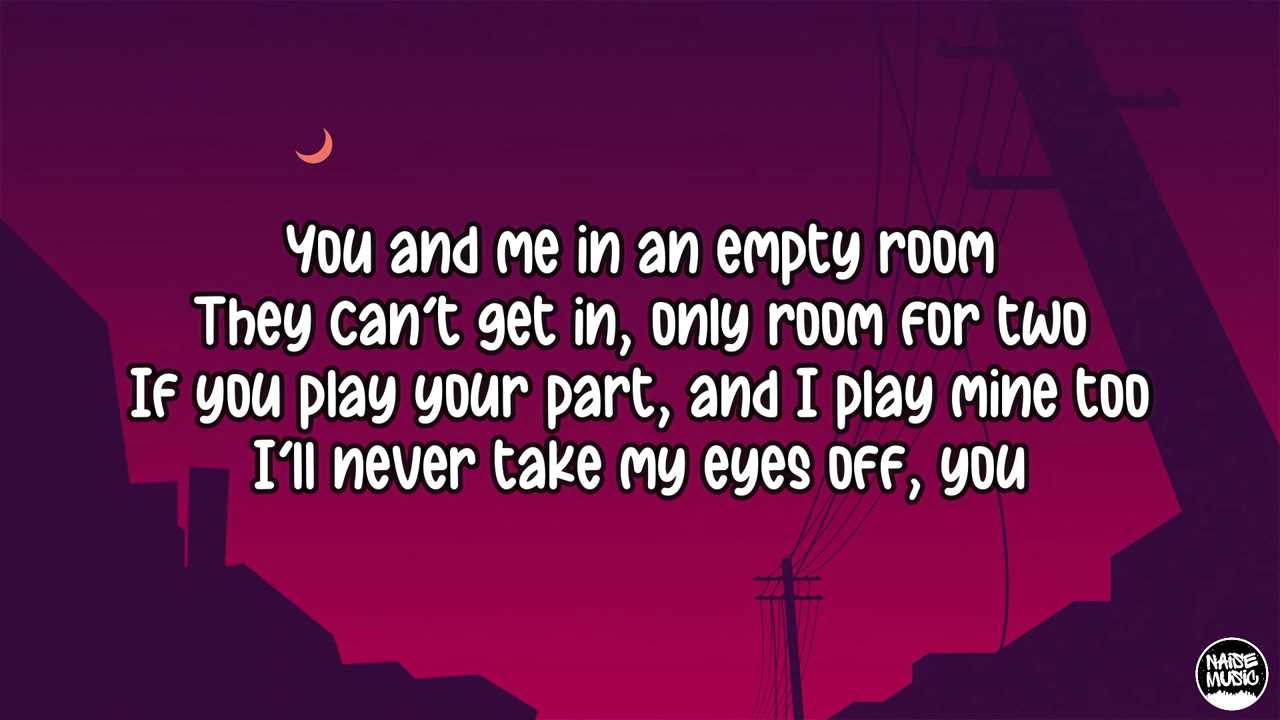 You and me in an empty room
They can't get in, only room for two
If you play your part, and I play mine too
I'll never take my eyes off, you
NAISE
MUSIC